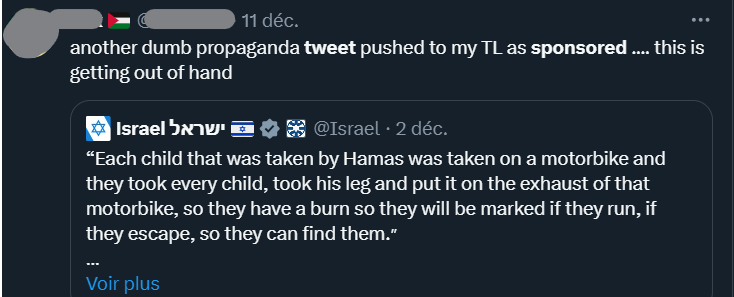 @ 11 déc.
another dumb propaganda tweet pushed to my TL as sponsored .... this is
getting out of hand
Israel ישראל @Israel · 2 déc.
“Each child that was taken by Hamas was taken on a motorbike and
they took every child, took his leg and put it on the exhaust of that
motorbike, so they have a burn so they will be marked if they run, if
they escape, so they can find them.″
...
Voir plus